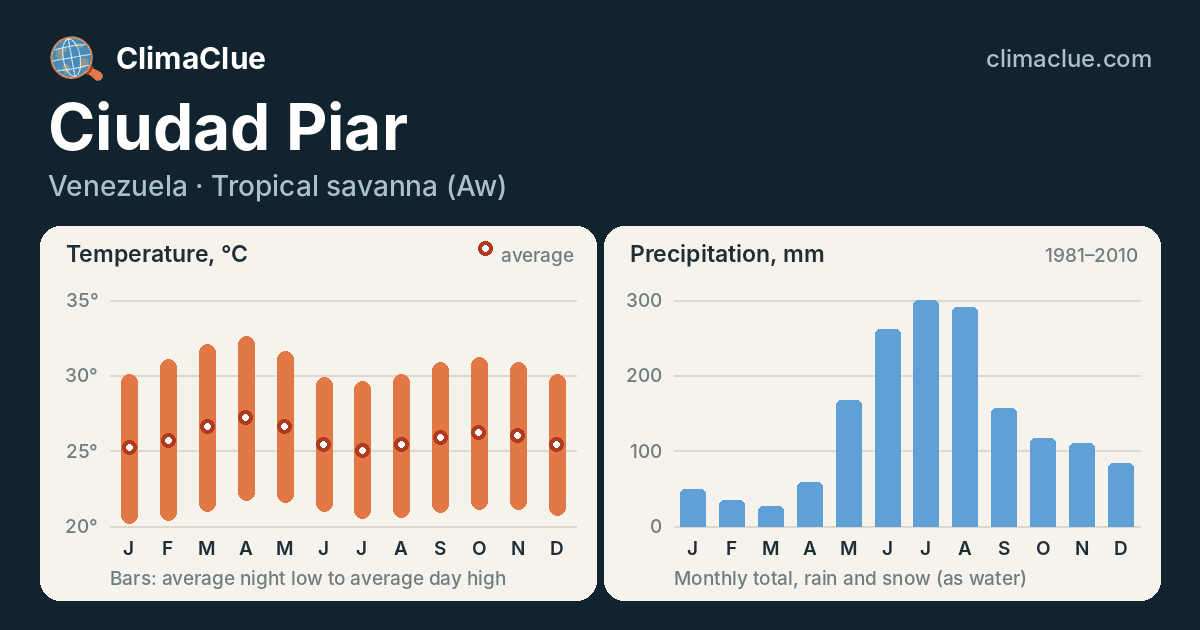 ClimaClue
climaclue.com
Ciudad Piar
Venezuela · Tropical savanna (Aw)
Temperature, °C
average
35°
30°
25°
20°
J F M A M J J A S O N D
Bars: average night low to average day high
Precipitation, mm
1981–2010
300
200
100
0
J F M A M J J A S O N D
Monthly total, rain and snow (as water)